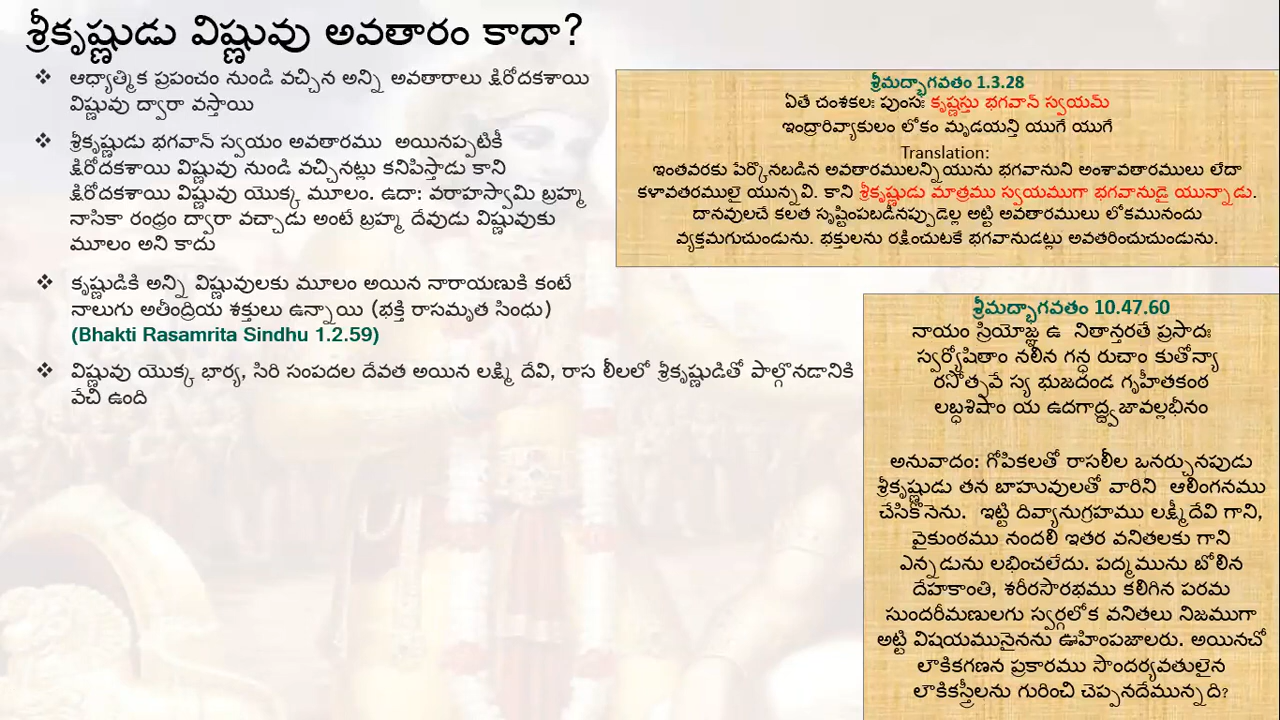 శ్రీకృష్ణుడు విష్ణువు అవతారం కాదా?
❖ ఆధ్యాత్మిక ప్రపంచం నుండి వచ్చిన అన్ని అవతారాలు క్షీరోదకశాయి
విష్ణువు ద్వారా వస్తాయి
❖ శ్రీకృష్ణుడు భగవాన్ స్వయం అవతారము అయినప్పటికీ
క్షీరోదకశాయి విష్ణువు నుండి వచ్చినట్లు కనిపిస్తాడు కాని
క్షీరోదకశాయి విష్ణువు యొక్క మూలం. ఉదా: వరాహస్వామి బ్రహ్మ
నాసికా రంధ్రం ద్వారా వచ్చాడు అంటే బ్రహ్మ దేవుడు విష్ణువుకు
మూలం అని కాదు
❖ కృష్ణుడికి అన్ని విష్ణువులకు మూలం అయిన నారాయణుకి కంటే
నాలుగు అతీంద్రియ శక్తులు ఉన్నాయి (భక్తి రాసమృత సింధు)
(Bhakti Rasamrita Sindhu 1.2.59)
❖ విష్ణువు యొక్క భార్య, సిరి సంపదల దేవత అయిన లక్ష్మి దేవి, రాస లీలలో శ్రీకృష్ణుడితో పాల్గొనడానికి
వేచి ఉంది
శ్రీమద్భాగవతం 1.3.28
ఏతే చంశకలః పుంసః కృష్ణస్తు భగవాన్ స్వయమ్
ఇంద్రారివ్యాకులం లోకం మృడయన్తి యుగే యుగే
Translation:
ఇంతవరకు పేర్కొనబడిన అవతారములన్నియును భగవానుని అంశావతారములు లేదా
కళావతరములై యున్నవి. కాని శ్రీకృష్ణుడు మాత్రము స్వయముగా భగవానుడై యున్నాడు.
దానవులచే కలత సృష్టింపబడినప్పుడెల్ల అట్టి అవతారములు లోకమునందు
వ్యక్తమగుచుండును. భక్తులను రక్షించుటకే భగవానుడట్లు అవతరించుచుండును.
శ్రీమద్భాగవతం 10.47.60
నాయం స్రియోఙ్గ ఉ నితాన్తరతే ప్రసాదః
స్వర్యోషితాం నలిన గన్ధ రుచాం కుతోన్యా
రసోత్సవే స్య భుజదండ గృహీతకంఠ
లబ్ధశిషాం య ఉదగాద్వ్రజావల్లభీనం
అనువాదం: గోపికలతో రాసలీల ఒనర్చునపుడు
శ్రీకృష్ణుడు తన బాహువులతో వారిని ఆలింగనము
చేసికొనెను. ఇట్టి దివ్యానుగ్రహము లక్ష్మీదేవి గాని,
వైకుంఠము నందలి ఇతర వనితలకు గాని
ఎన్నడును లభించలేదు. పద్మమును బోలిన
దేహకాంతి, శరీరసౌరభము కలిగిన పరమ
సుందరీమణులగు స్వర్గలోక వనితలు నిజముగా
అట్టి విషయమునైనను ఊహింపజాలరు. అయినచో
లౌకికగణన ప్రకారము సౌందర్యవతులైన
లౌకికస్త్రీలను గురించి చెప్పనదేమున్నది?